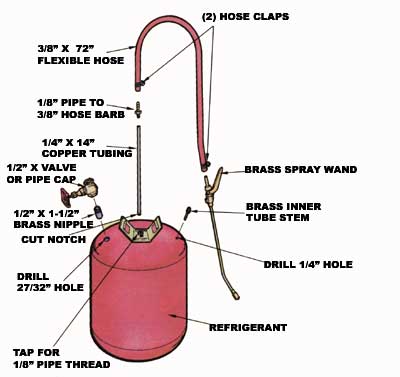 (2) HOSE CLAPS
3/8" X 72"
FLEXIBLE HOSE
1/8" PIPE TO
3/8" HOSE BARB
1/4" X 14"
COPPER TUBING
1/2" X VALVE
OR PIPE CAP
BRASS SPRAY WAND
1/2" X 1-1/2"
BRASS NIPPLE
BRASS INNER
TUBE STEM
CUT NOTCH
DRILL
27/32" HOLE
DRILL 1/4" HOLE
REFRIGERANT
TAP FOR
1/8" PIPE THREAD